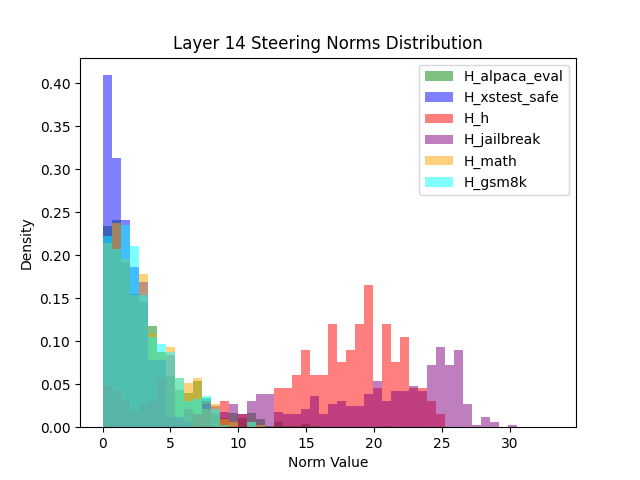 Layer 14 Steering Norms Distribution
0.40
0.35
0.30
0.25
0.20
0.15
0.10
0.05
0.00
Density
H_alpaca_eval
H_xstest_safe
H_h
H_jailbreak
H_math
H_gsm8k
0 5 10 15 20 25 30
Norm Value